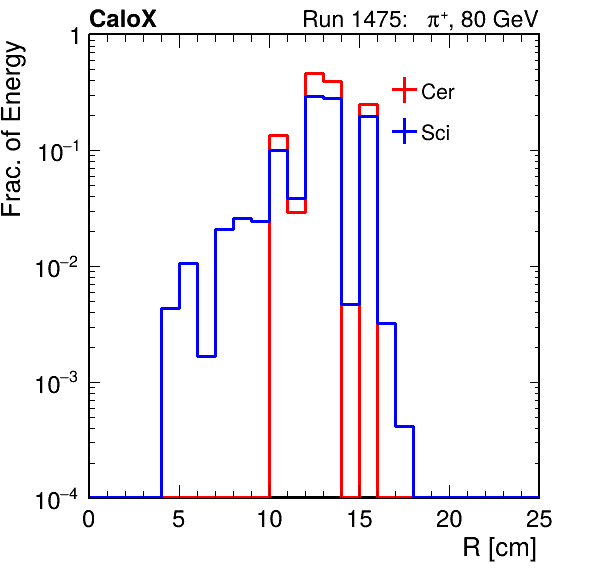 CaloX Run 1475: π⁺, 80 GeV
Frac. of Energy
1
10⁻¹
10⁻²
10⁻³
10⁻⁴
Cer
Sci
0 5 10 15 20 25
R [cm]